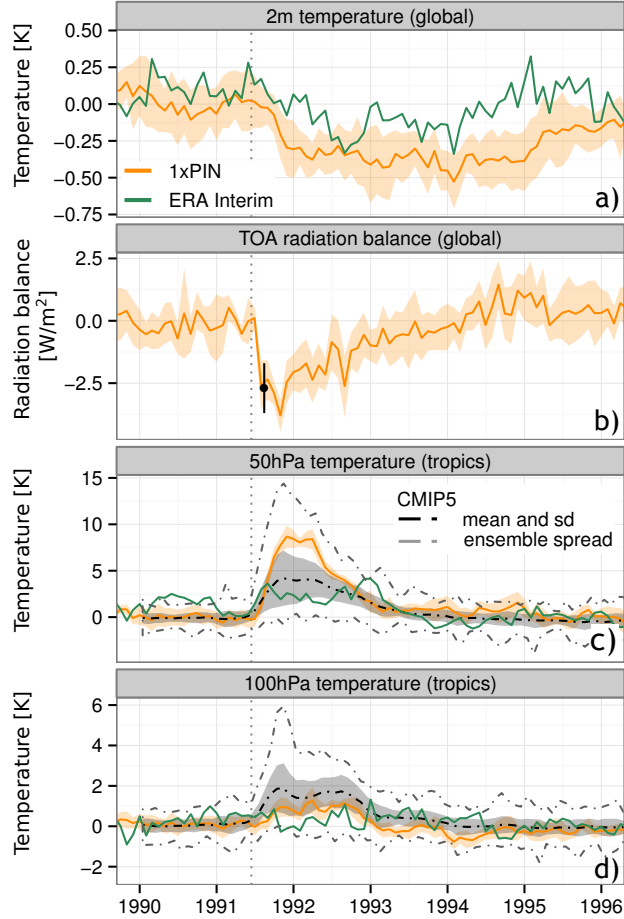 2m temperature (global)
Temperature [K]
0.50
0.25
0.00
−0.25
−0.50
−0.75
1xPIN
ERA Interim
a)
TOA radiation balance (global)
Radiation balance
[W/m²]
2.5
0.0
−2.5
b)
50hPa temperature (tropics)
Temperature [K]
15
10
5
0
CMIP5
mean and sd
ensemble spread
c)
100hPa temperature (tropics)
Temperature [K]
6
4
2
0
−2
d)
1990 1991 1992 1993 1994 1995 1996